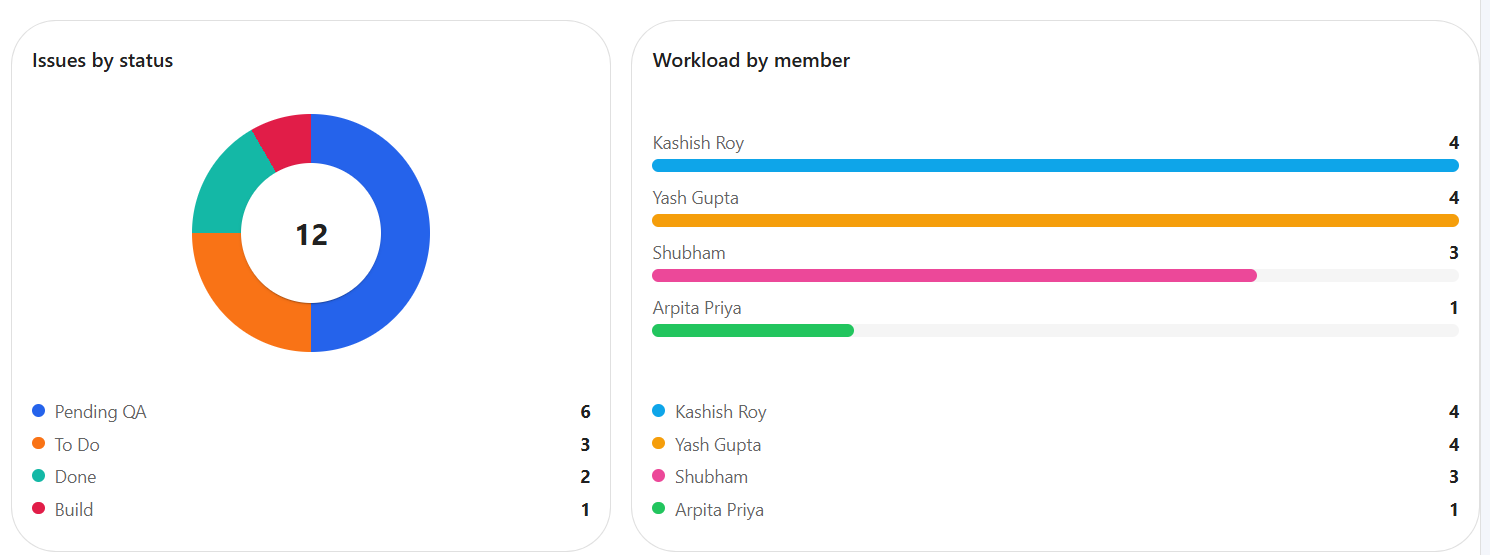 Issues by status
12
Pending QA 6
To Do 3
Done 2
Build 1
Workload by member
Kashish Roy 4
Yash Gupta 4
Shubham 3
Arpita Priya 1
Kashish Roy 4
Yash Gupta 4
Shubham 3
Arpita Priya 1